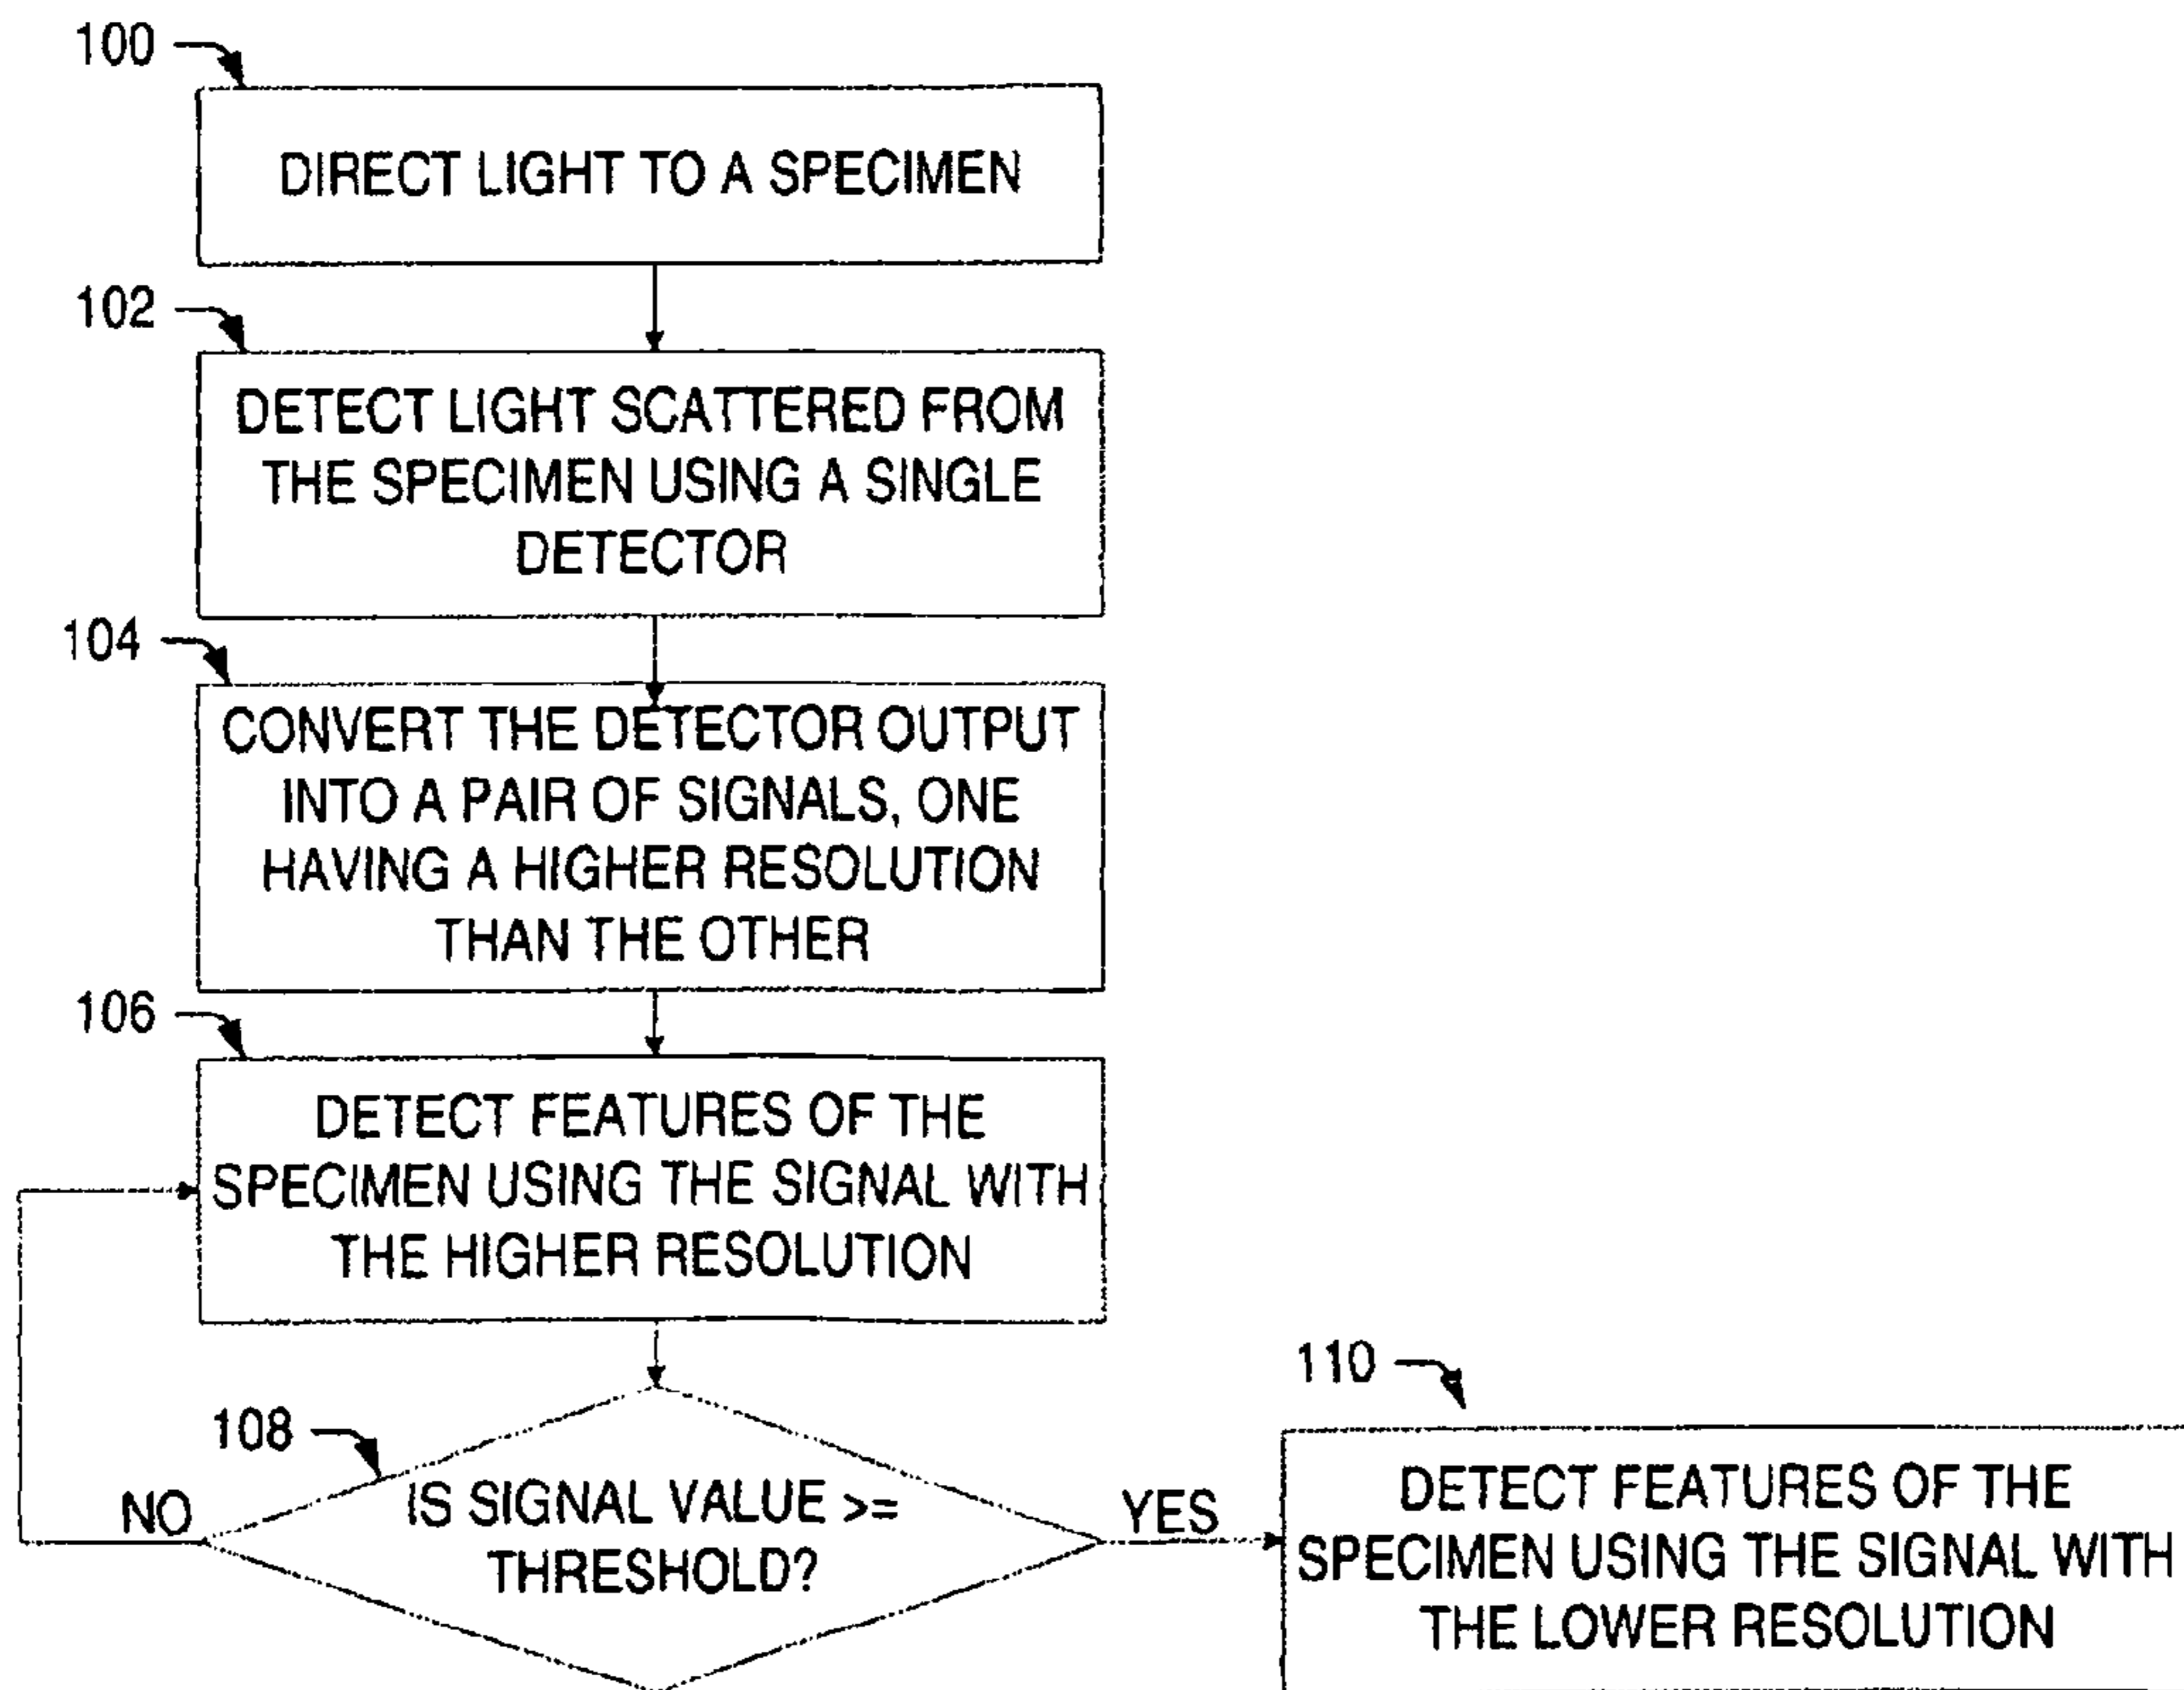 100
DIRECT LIGHT TO A SPECIMEN
102
DETECT LIGHT SCATTERED FROM
THE SPECIMEN USING A SINGLE
DETECTOR
104
CONVERT THE DETECTOR OUTPUT
INTO A PAIR OF SIGNALS, ONE
HAVING A HIGHER RESOLUTION
THAN THE OTHER
106
DETECT FEATURES OF THE
SPECIMEN USING THE SIGNAL WITH
THE HIGHER RESOLUTION
108
IS SIGNAL VALUE >=
THRESHOLD?
NO
YES
110
DETECT FEATURES OF THE
SPECIMEN USING THE SIGNAL WITH
THE LOWER RESOLUTION